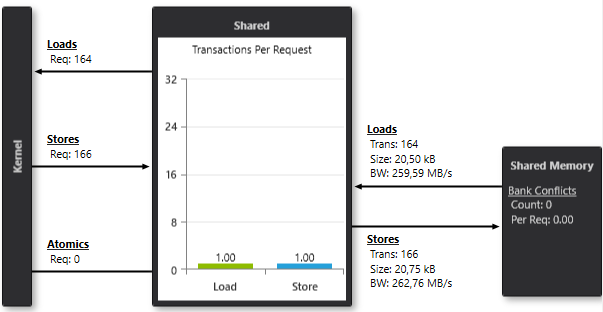 Kernel
Loads
Req: 164
Stores
Req: 166
Atomics
Req: 0
Shared
Transactions Per Request
32
24
16
8
0
1.00
1.00
Load
Store
Loads
Trans: 164
Size: 20,50 kB
BW: 259,59 MB/s
Stores
Trans: 166
Size: 20,75 kB
BW: 262,76 MB/s
Shared Memory
Bank Conflicts
Count: 0
Per Req: 0.00